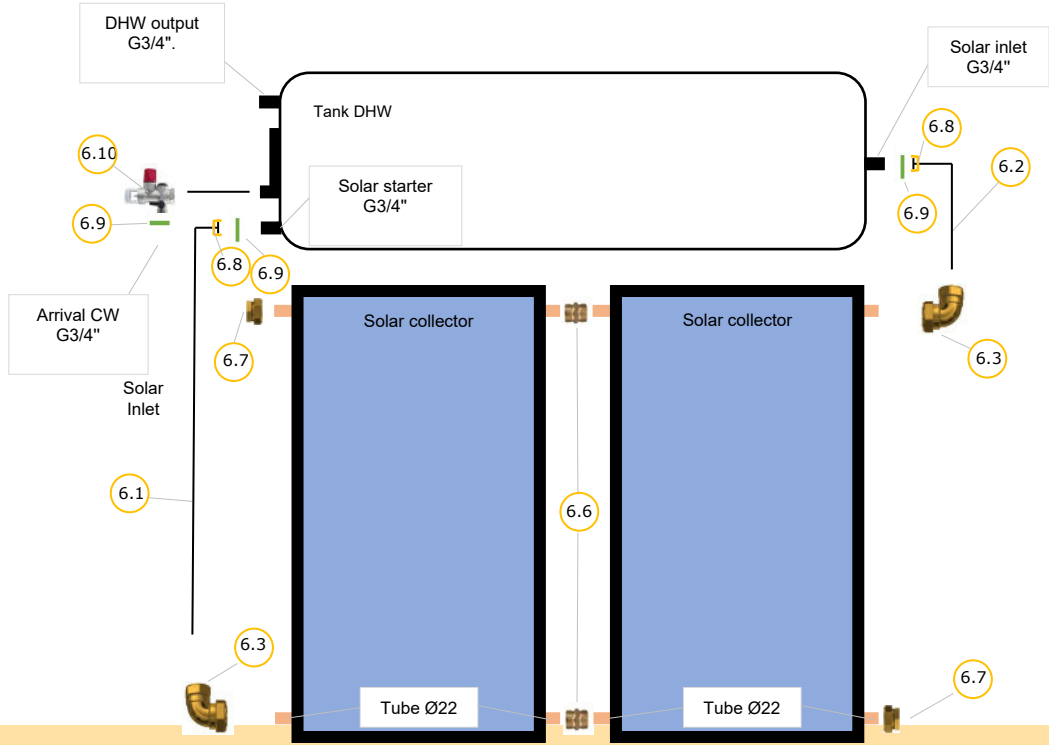 DHW output
G3/4".
Solar inlet
G3/4"
Tank DHW
6.8
6.10
6.2
Solar starter
G3/4"
6.9
6.9
6.8
6.9
Arrival CW
G3/4"
Solar collector
Solar collector
6.7
6.3
Solar
Inlet
6.1
6.6
6.3
6.7
Tube Ø22
Tube Ø22